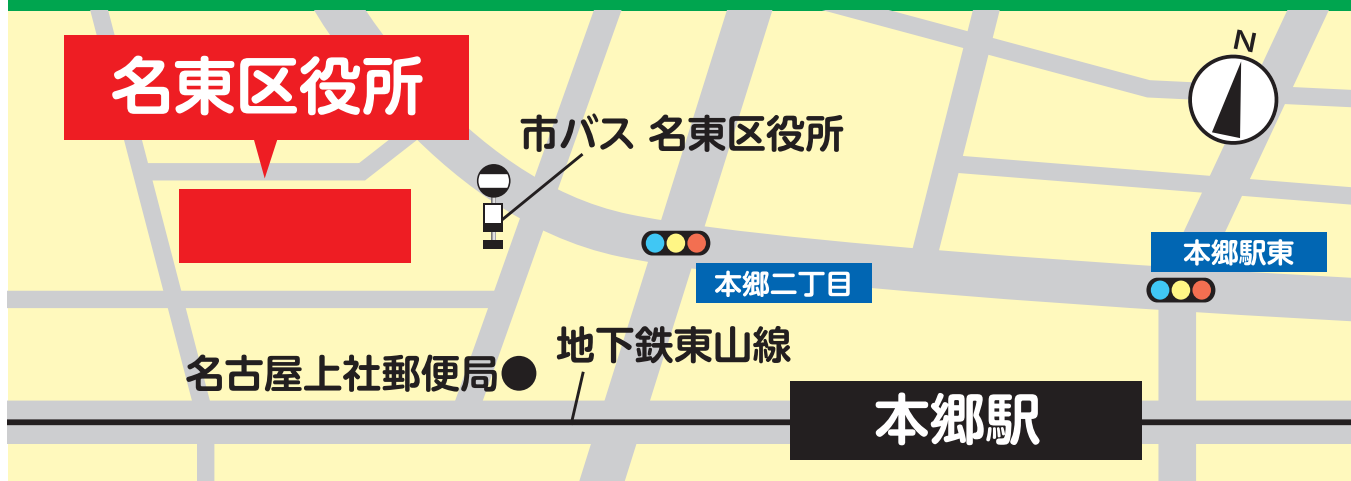 N
名東区役所
市バス 名東区役所
本郷駅東
本郷二丁目
地下鉄東山線
名古屋上社郵便局
本郷駅